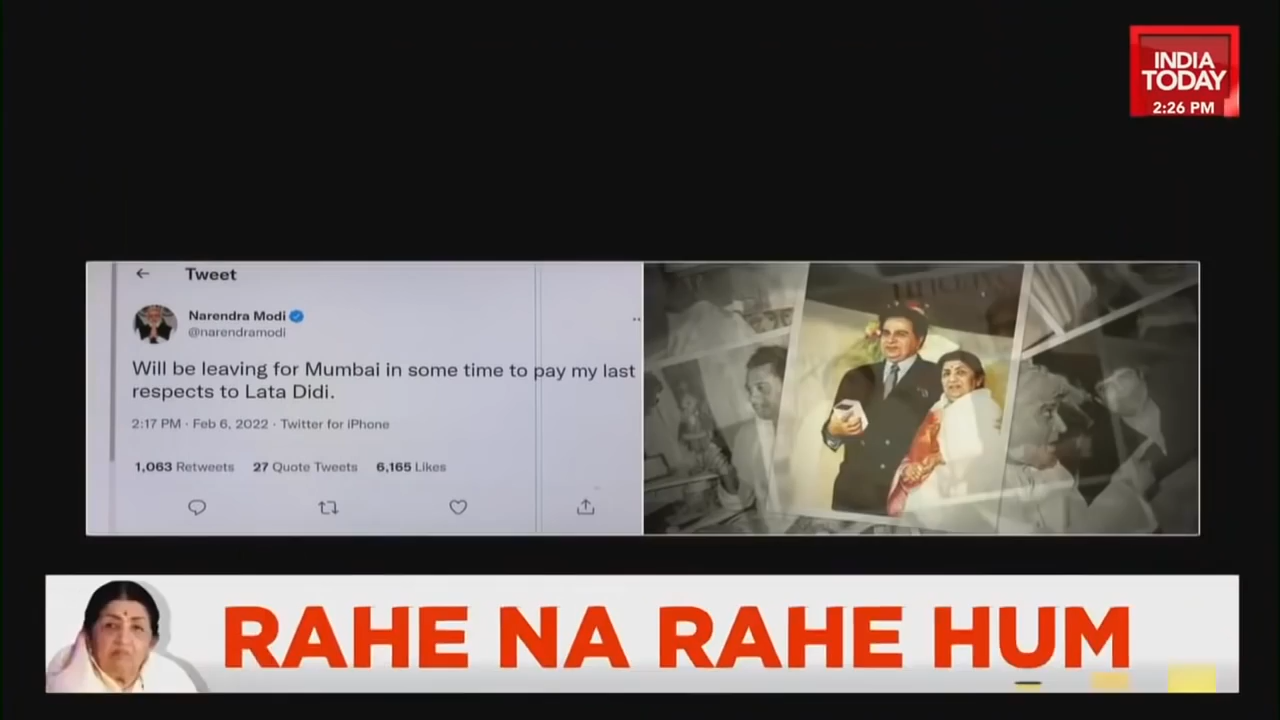 INDIA
TODAY
2:26 PM
Tweet
Narendra Modi
@narendramodi
Will be leaving for Mumbai in some time to pay my last
respects to Lata Didi.
2:17 PM · Feb 6, 2022 · Twitter for iPhone
1,063 Retweets 27 Quote Tweets 6,165 Likes
RAHE NA RAHE HUM